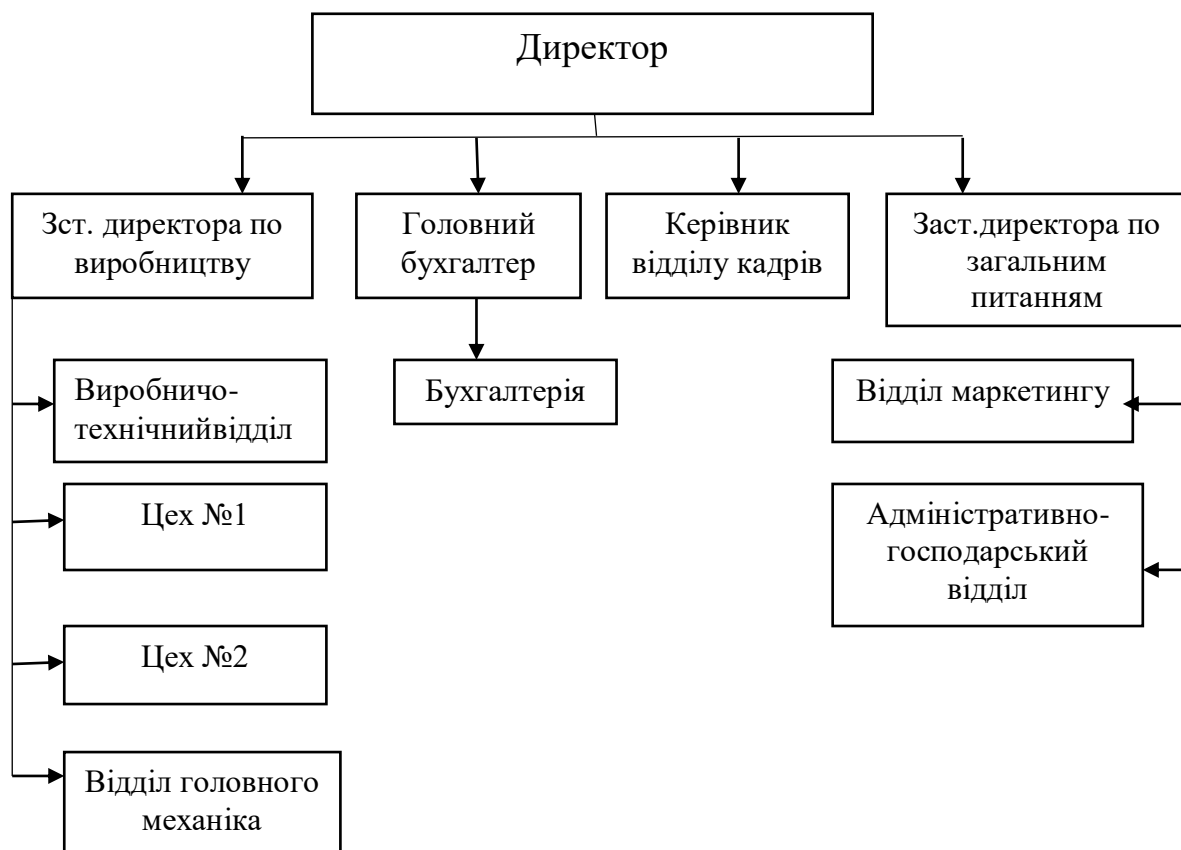 Директор
Зст. директора по
виробництву
Головний
бухгалтер
Керівник
відділу кадрів
Заст.директора по
загальним
питанням
Виробничо-
технічнийвідділ
Бухгалтерія
Відділ маркетингу
Цех №1
Адміністративно-
господарський
відділ
Цех №2
Відділ головного
механіка